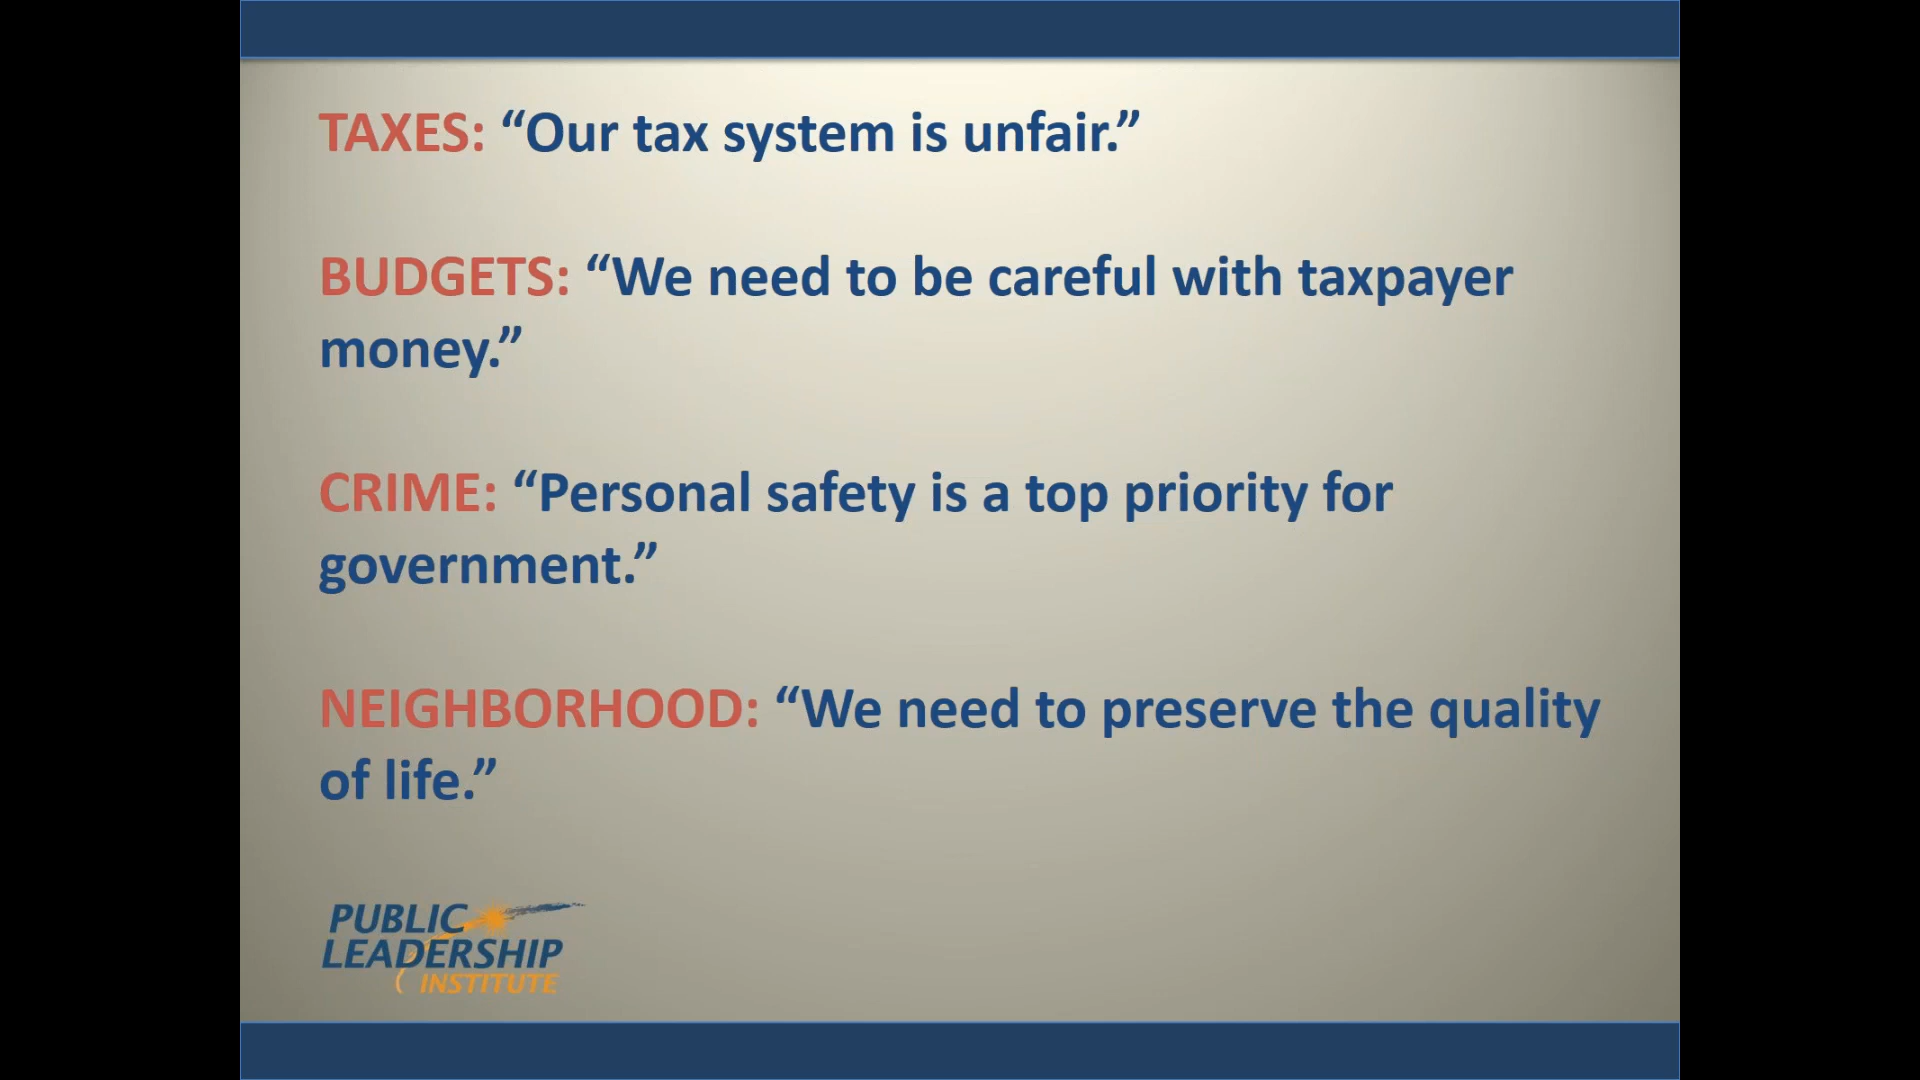 TAXES: “Our tax system is unfair.”
BUDGETS: “We need to be careful with taxpayer
money.”
CRIME: “Personal safety is a top priority for
government.”
NEIGHBORHOOD: “We need to preserve the quality
of life.”
PUBLIC
LEADERSHIP
INSTITUTE